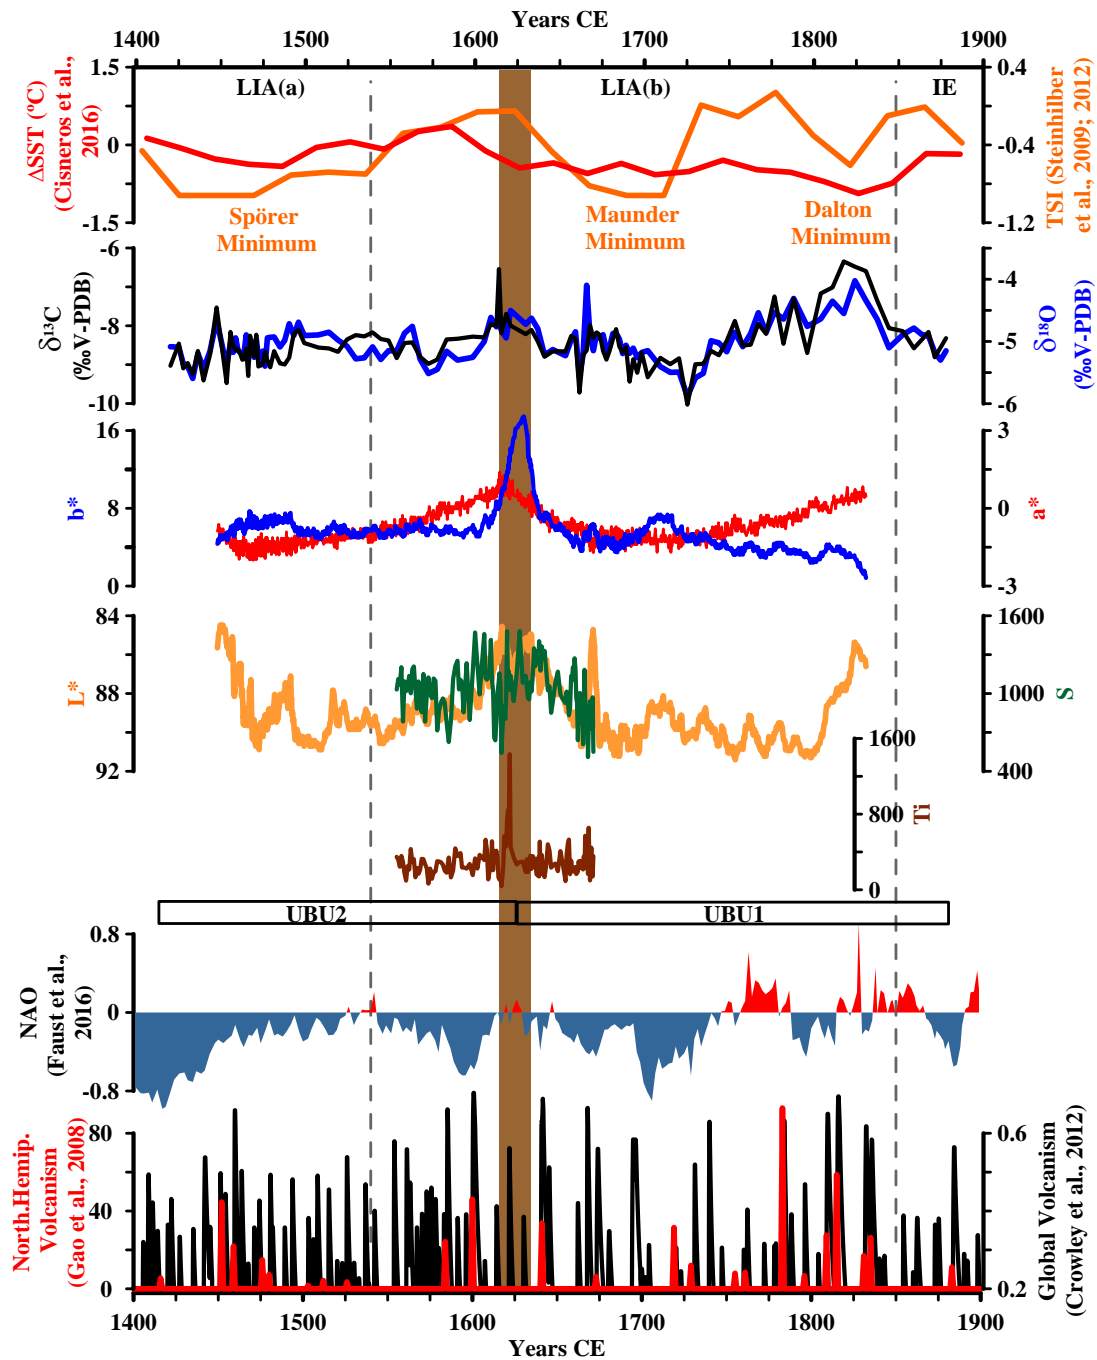 Years CE
1400 1500 1600 1700 1800 1900
LIA(a) LIA(b) IE
1.5
0
-1.5
ΔSST (ºC)
(Cisneros et al.,
2016)
0.4
-0.4
-1.2
TSI (Steinhilber
et al., 2009; 2012)
Spörer
Minimum
Maunder
Minimum
Dalton
Minimum
-6
-8
-10
δ¹³C
(‰V-PDB)
-4
-5
-6
δ¹⁸O
(‰V-PDB)
16
8
0
b*
3
0
-3
a*
84
88
92
L*
1600
1000
400
S
1600
800
0
Ti
UBU2 UBU1
0.8
0
-0.8
NAO
(Faust et al.,
2016)
80
40
0
North.Hemip.
Volcanism
(Gao et al., 2008)
0.6
0.4
0.2
Global Volcanism
(Crowley et al., 2012)
1400 1500 1600 1700 1800 1900
Years CE